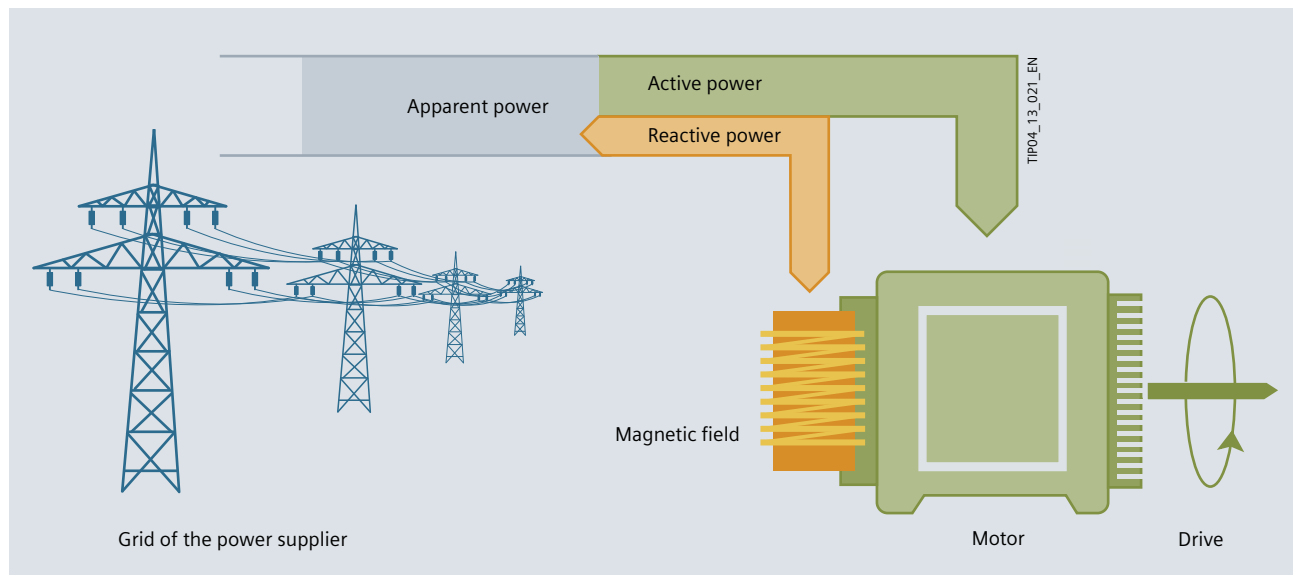 Active power
Apparent power
Reactive power
TIP04_13_021_EN
Magnetic field
Grid of the power supplier
Motor
Drive